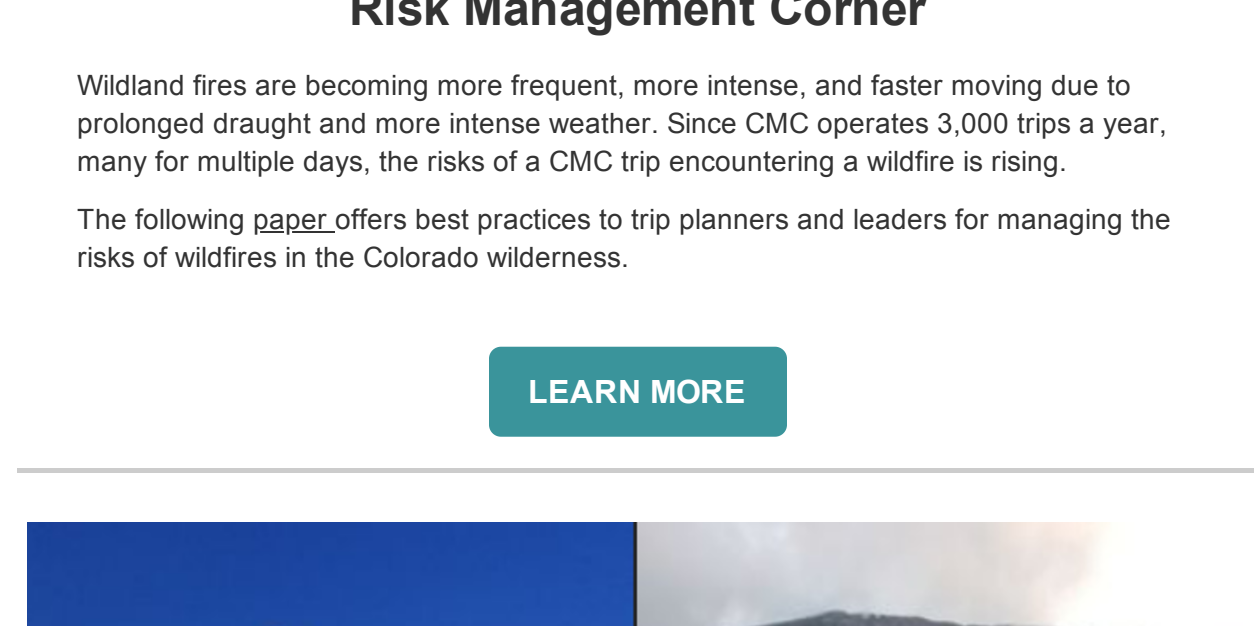 Risk Management Corner
Wildland fires are becoming more frequent, more intense, and faster moving due to
prolonged draught and more intense weather. Since CMC operates 3,000 trips a year,
many for multiple days, the risks of a CMC trip encountering a wildfire is rising.
The following paper offers best practices to trip planners and leaders for managing the
risks of wildfires in the Colorado wilderness.
LEARN MORE